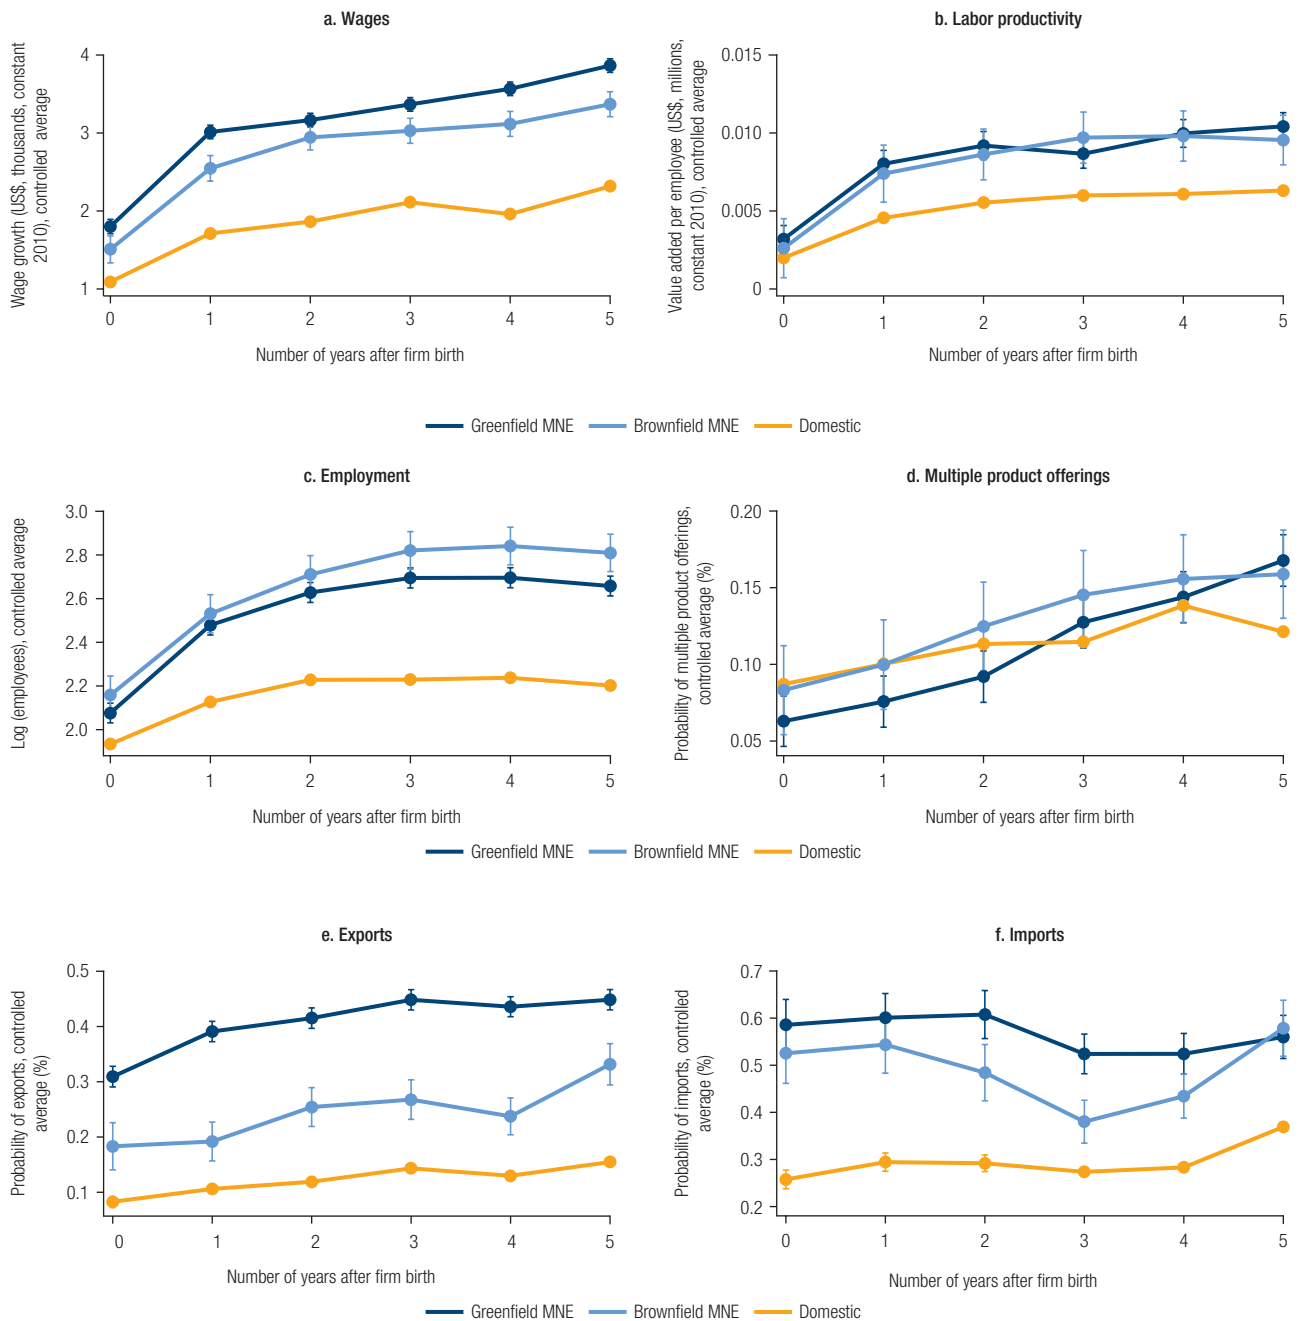 a. Wages
Wage growth (US$, thousands, constant
2010), controlled average
4
3
2
1
0 1 2 3 4 5
Number of years after firm birth
b. Labor productivity
Value added per employee (US$, millions,
constant 2010), controlled average
0.015
0.010
0.005
0
0 1 2 3 4 5
Number of years after firm birth
Greenfield MNE Brownfield MNE Domestic
c. Employment
Log (employees), controlled average
3.0
2.8
2.6
2.4
2.2
2.0
0 1 2 3 4 5
Number of years after firm birth
d. Multiple product offerings
Probability of multiple product offerings,
controlled average (%)
0.20
0.15
0.10
0.05
0 1 2 3 4 5
Number of years after firm birth
Greenfield MNE Brownfield MNE Domestic
e. Exports
Probability of exports, controlled
average (%)
0.5
0.4
0.3
0.2
0.1
0 1 2 3 4 5
Number of years after firm birth
f. Imports
Probability of imports, controlled
average (%)
0.7
0.6
0.5
0.4
0.3
0.2
0 1 2 3 4 5
Number of years after firm birth
Greenfield MNE Brownfield MNE Domestic